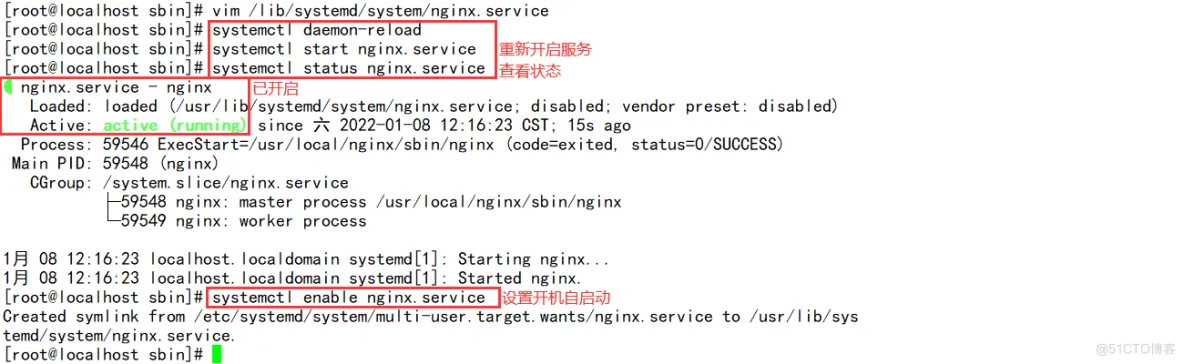 [root@localhost sbin]# vim /lib/systemd/system/nginx.service
[root@localhost sbin]# systemctl daemon-reload
[root@localhost sbin]# systemctl start nginx.service 重新开启服务
[root@localhost sbin]# systemctl status nginx.service 查看状态
● nginx.service - nginx 已开启
Loaded: loaded (/usr/lib/systemd/system/nginx.service; disabled; vendor preset: disabled)
Active: active (running) since 六 2022-01-08 12:16:23 CST; 15s ago
Process: 59546 ExecStart=/usr/local/nginx/sbin/nginx (code=exited, status=0/SUCCESS)
Main PID: 59548 (nginx)
CGroup: /system.slice/nginx.service
├─59548 nginx: master process /usr/local/nginx/sbin/nginx
└─59549 nginx: worker process
1月 08 12:16:23 localhost.localdomain systemd[1]: Starting nginx...
1月 08 12:16:23 localhost.localdomain systemd[1]: Started nginx.
[root@localhost sbin]# systemctl enable nginx.service 设置开机自启动
Created symlink from /etc/systemd/system/multi-user.target.wants/nginx.service to /usr/lib/sys
temd/system/nginx.service.
[root@localhost sbin]#
@51CTO博客